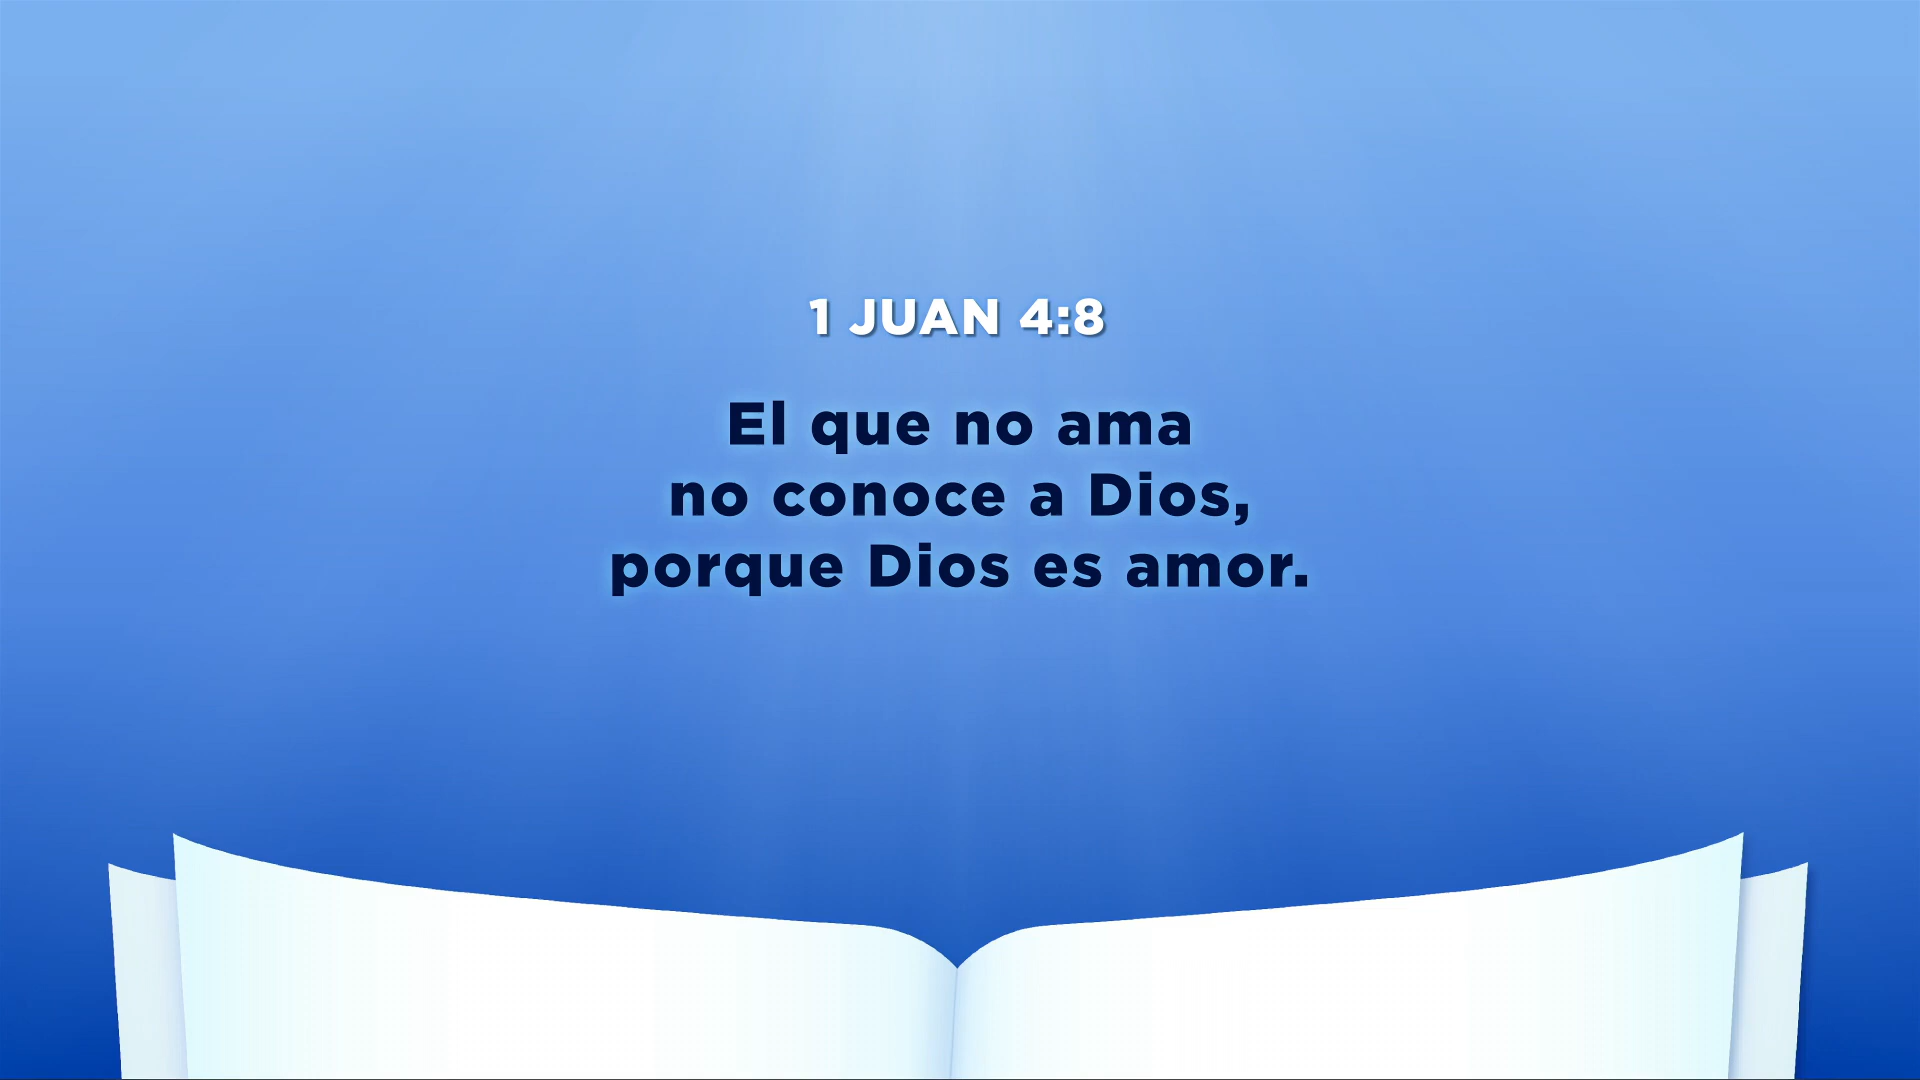 1 JUAN 4:8
El que no ama
no conoce a Dios,
porque Dios es amor.